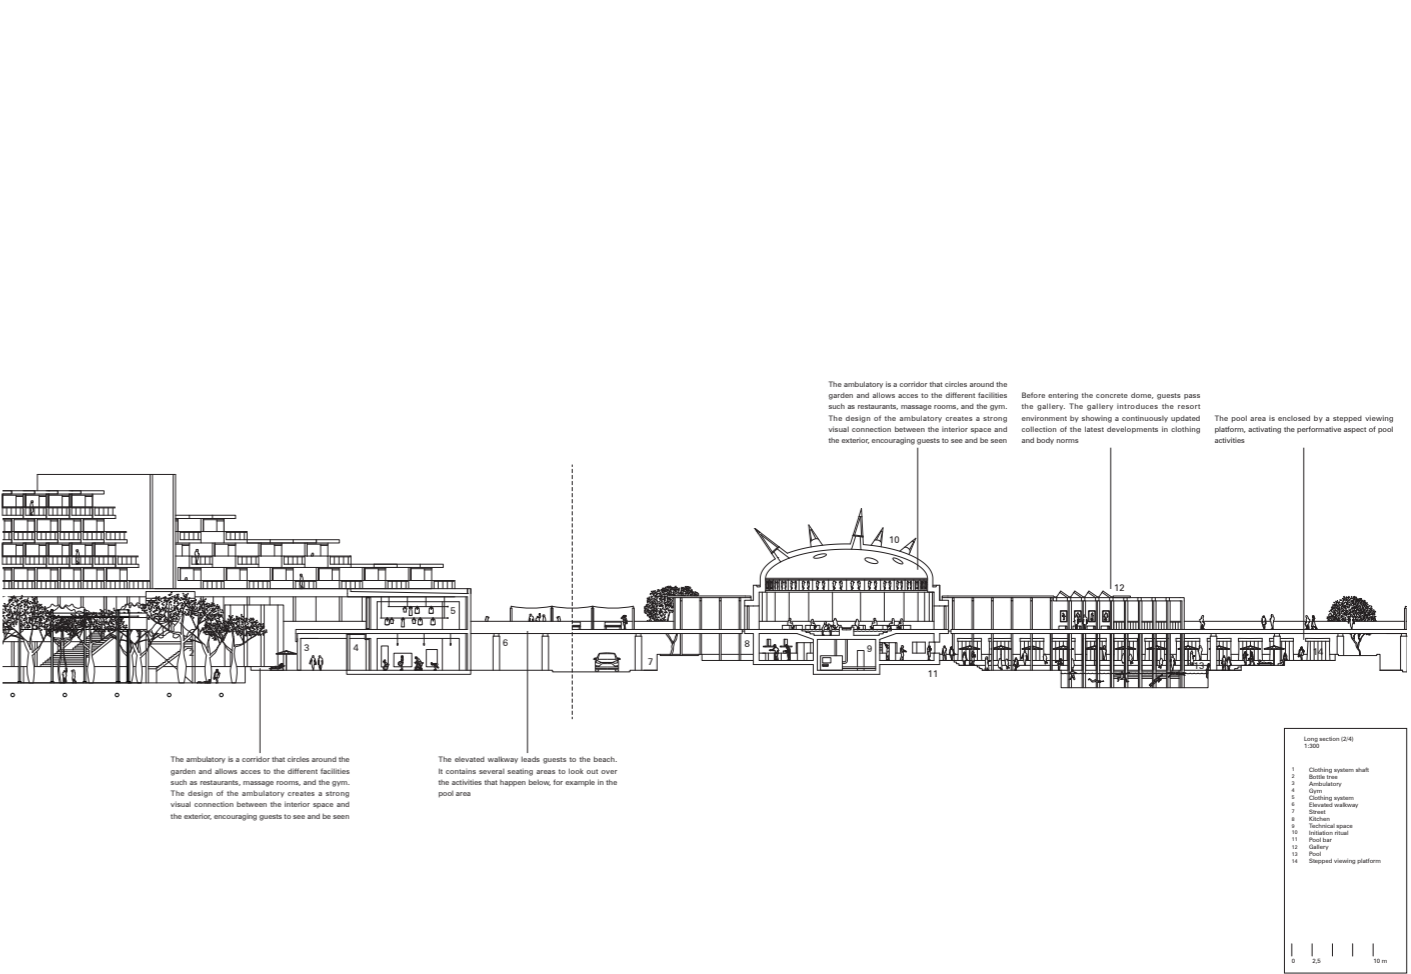 The ambulatory is a corridor that circles around the
garden and allows acces to the different facilities
such as restaurants, massage rooms, and the gym.
The design of the ambulatory creates a strong
visual connection between the interior space and
the exterior, encouraging guests to see and be seen
Before entering the concrete dome, guests pass
the gallery. The gallery introduces the resort
environment by showing a continuously updated
collection of the latest developments in clothing
and body norms
The pool area is enclosed by a stepped viewing
platform, activating the performative aspect of pool
activities
10
12
5
2
3
4
6
7
8
9
11
13
14
The ambulatory is a corridor that circles around the
garden and allows acces to the different facilities
such as restaurants, massage rooms, and the gym.
The design of the ambulatory creates a strong
visual connection between the interior space and
the exterior, encouraging guests to see and be seen
The elevated walkway leads guests to the beach.
It contains several seating areas to look out over
the activities that happen below, for example in the
pool area
Long section (2/4)
1:300
1 Clothing system shaft
2 Bottle tree
3 Ambulatory
4 Gym
5 Clothing system
6 Elevated walkway
7 Street
8 Kitchen
9 Technical space
10 Initiation ritual
11 Pool bar
12 Gallery
13 Pool
14 Stepped viewing platform
0 2,5 10 m